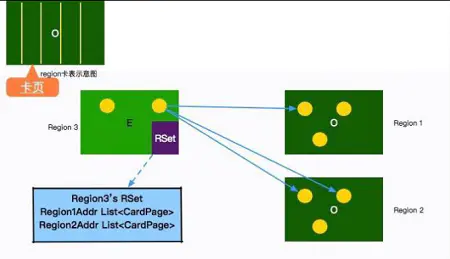 O
region卡表示意图
卡页
Region 3
E
RSet
O
Region 1
O
Region 2
Region3's RSet
Region1Addr List<CardPage>
Region2Addr List<CardPage>